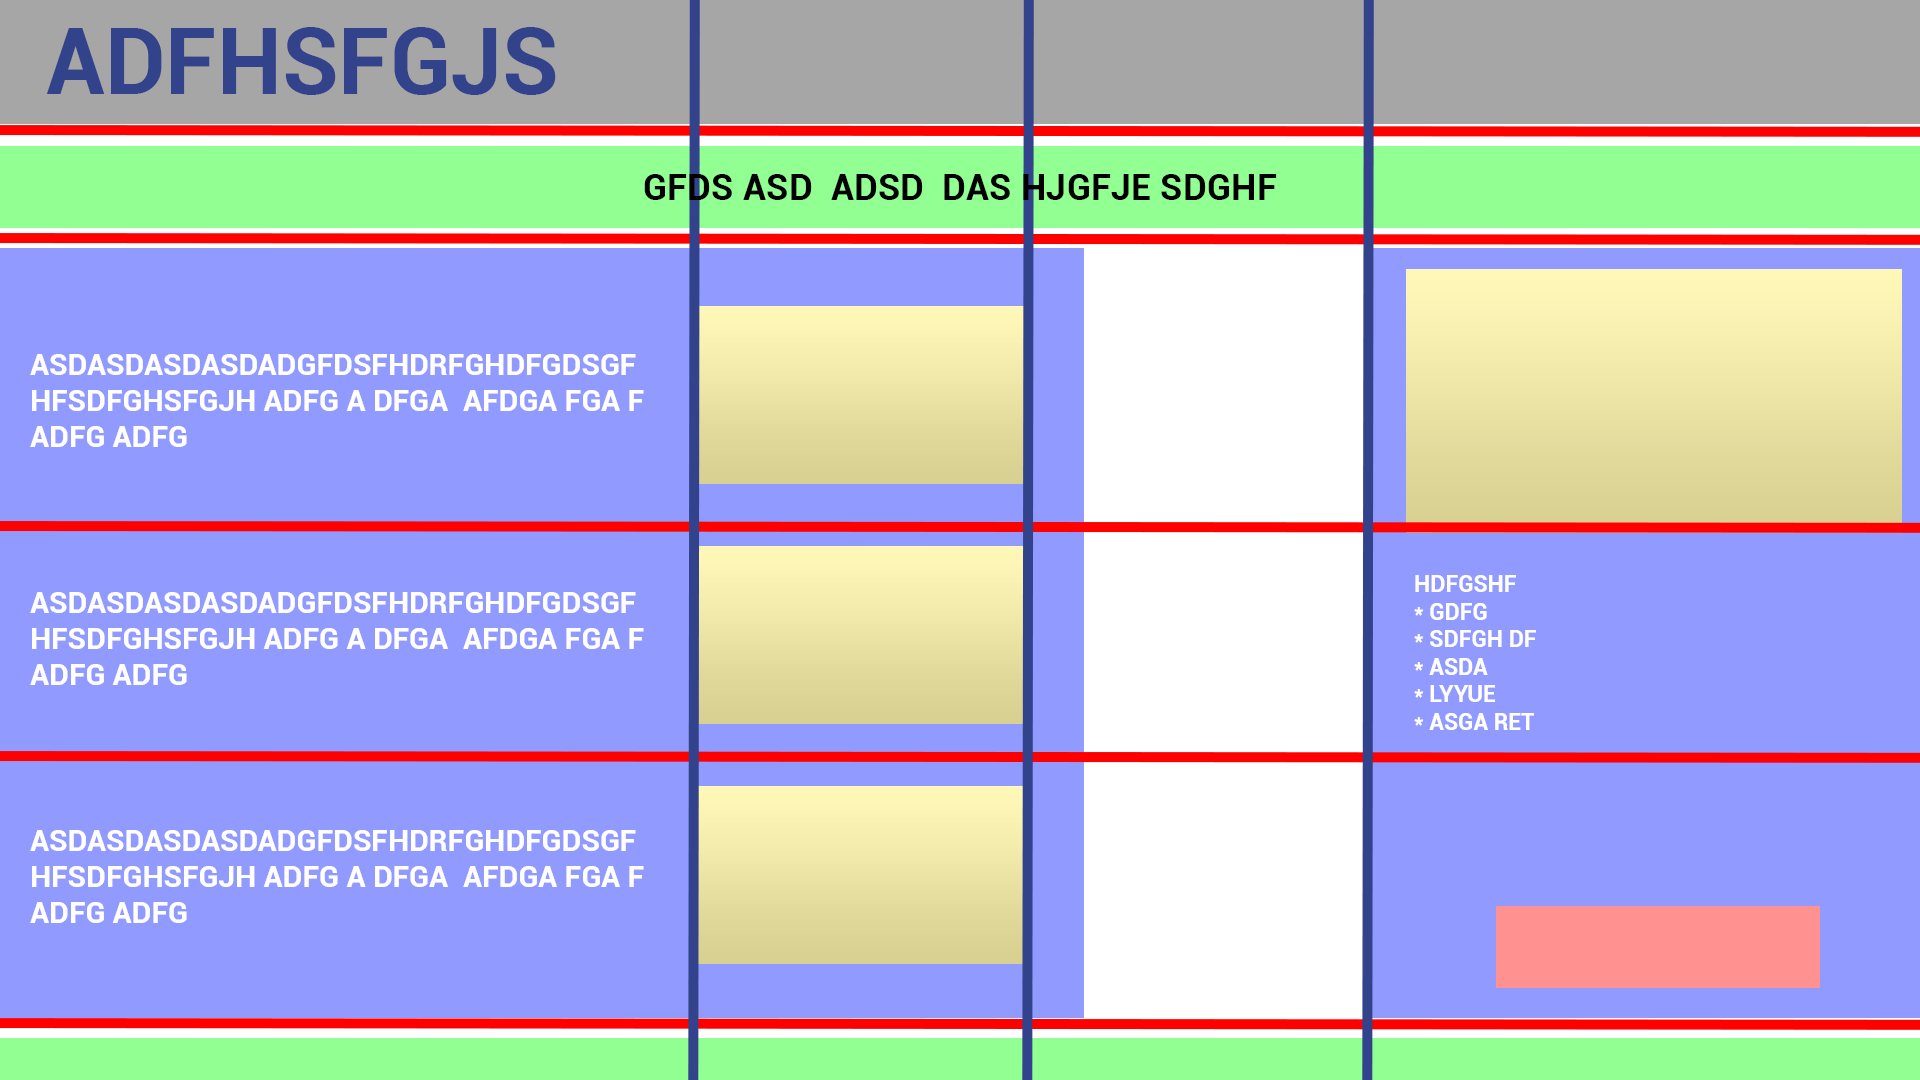 ADFHSFGJS
GFDS ASD  ADSD  DAS HJGFJE SDGHF
ASDASDASDASDADGFDSFHDRFGHDFGDSGF
HFSDFGHSFGJH ADFG A DFGA  AFDGA FGA F
ADFG ADFG
ASDASDASDASDADGFDSFHDRFGHDFGDSGF
HFSDFGHSFGJH ADFG A DFGA  AFDGA FGA F
ADFG ADFG
ASDASDASDASDADGFDSFHDRFGHDFGDSGF
HFSDFGHSFGJH ADFG A DFGA  AFDGA FGA F
ADFG ADFG
HDFGSHF
* GDFG
* SDFGH DF
* ASDA
* LYYUE
* ASGA RET